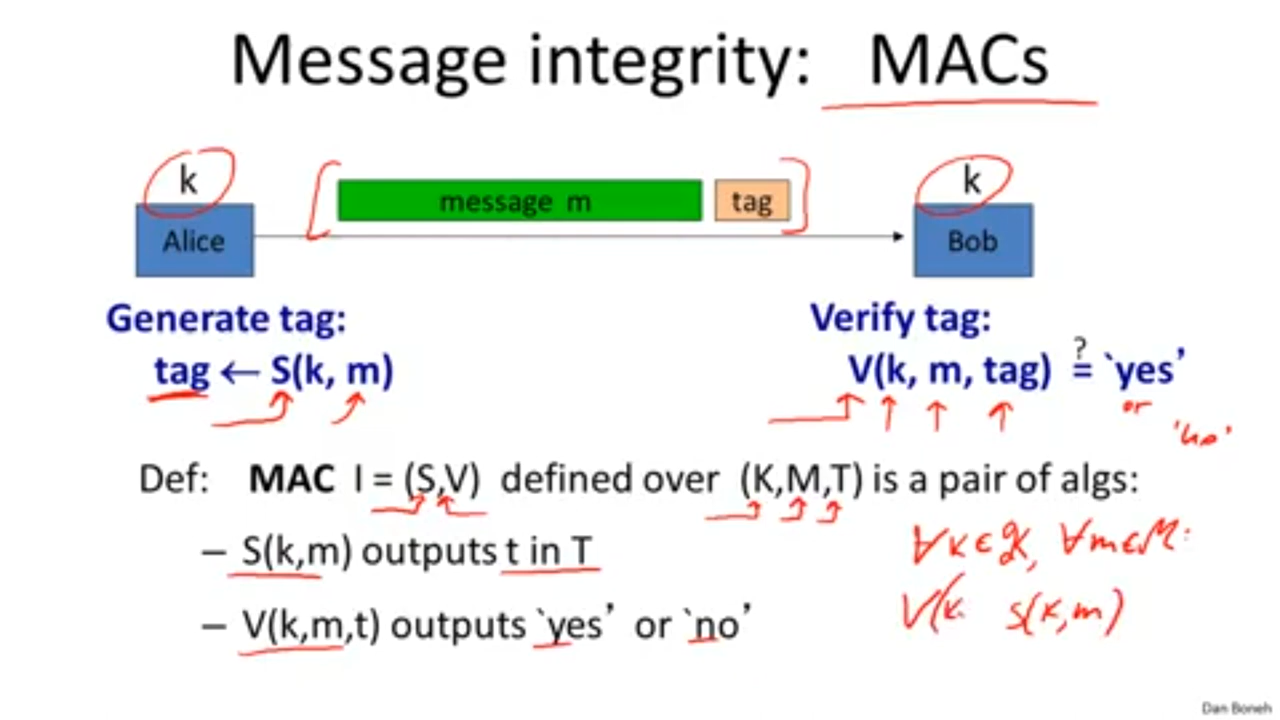 Message integrity: MACs
k k
message m tag
Alice Bob
Generate tag: Verify tag:
tag ← S(k, m) V(k, m, tag) ?= `yes’
or
'no'
Def: MAC I = (S,V) defined over (K,M,T) is a pair of algs:
– S(k,m) outputs t in T
∀k∈K, ∀m∈M:
– V(k,m,t) outputs `yes’ or `no’
V(k, S(k,m)
Dan Boneh